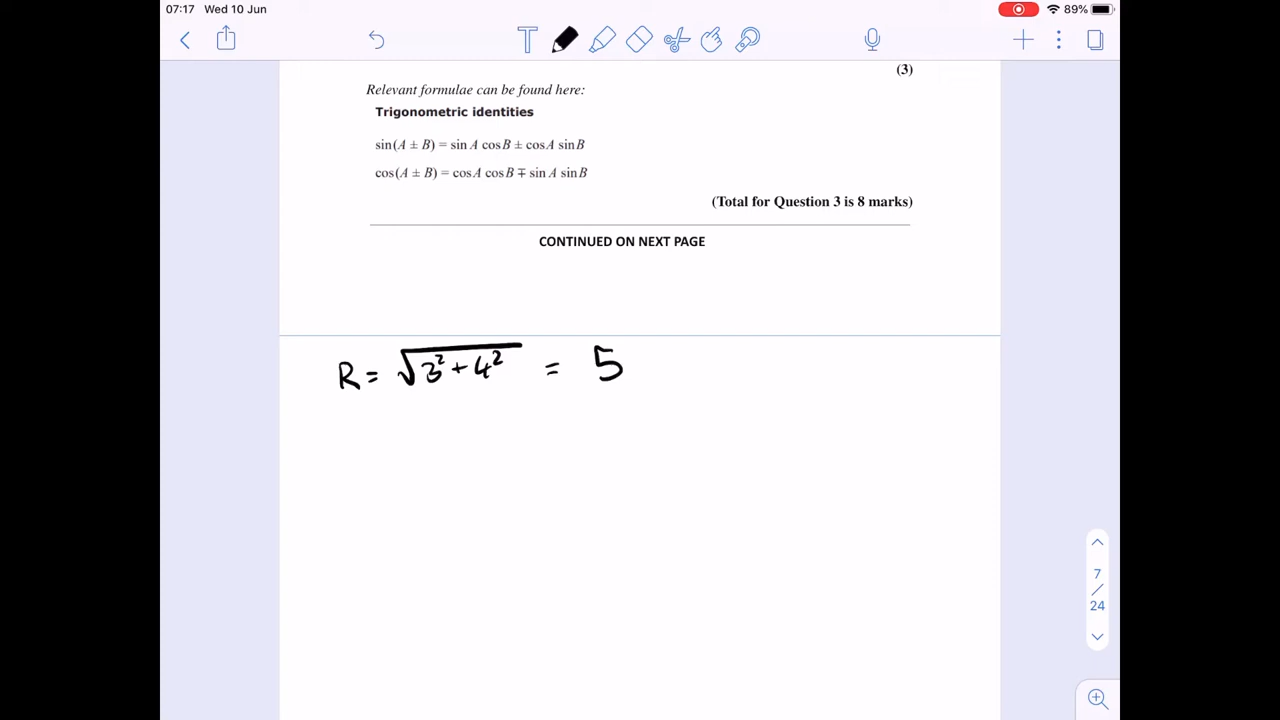 07:17 Wed 10 Jun 89%
T
(3)
Relevant formulae can be found here:
Trigonometric identities
sin(A ± B) = sin A cos B ± cos A sin B
cos(A ± B) = cos A cos B ∓ sin A sin B
(Total for Question 3 is 8 marks)
CONTINUED ON NEXT PAGE
R = √3² + 4² = 5
7
/
24